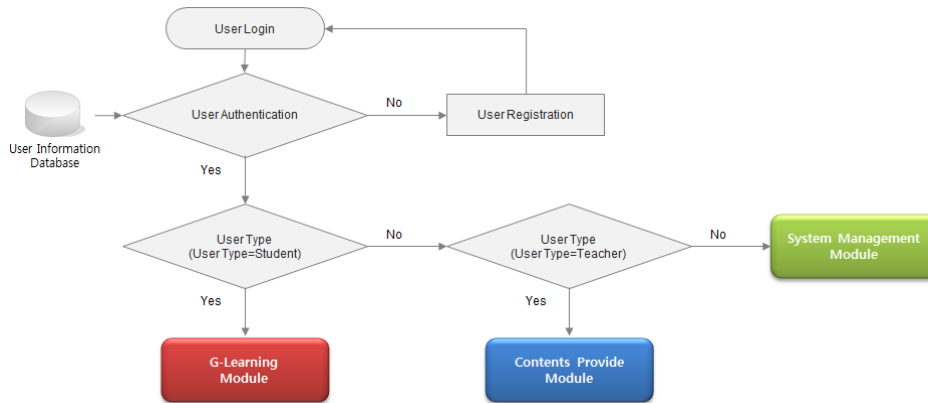 User Login
User Authentication
No
User Registration
User Information
Database
Yes
User Type
(User Type=Student)
No
User Type
(User Type=Teacher)
No
System Management
Module
Yes
Yes
G-Learning
Module
Contents Provide
Module